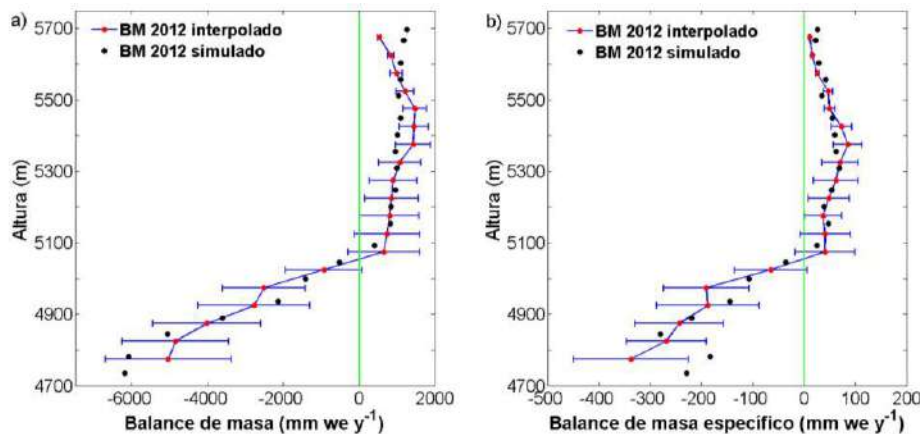 a)
BM 2012 interpolado
BM 2012 simulado
5700
5500
5300
5100
4900
4700
Altura (m)
-6000 -4000 -2000 0 2000
Balance de masa (mm we y⁻¹)
b)
BM 2012 interpolado
BM 2012 simulado
5700
5500
5300
5100
4900
4700
Altura (m)
-500 -400 -300 -200 -100 0 100 200
Balance de masa específico (mm we y⁻¹)